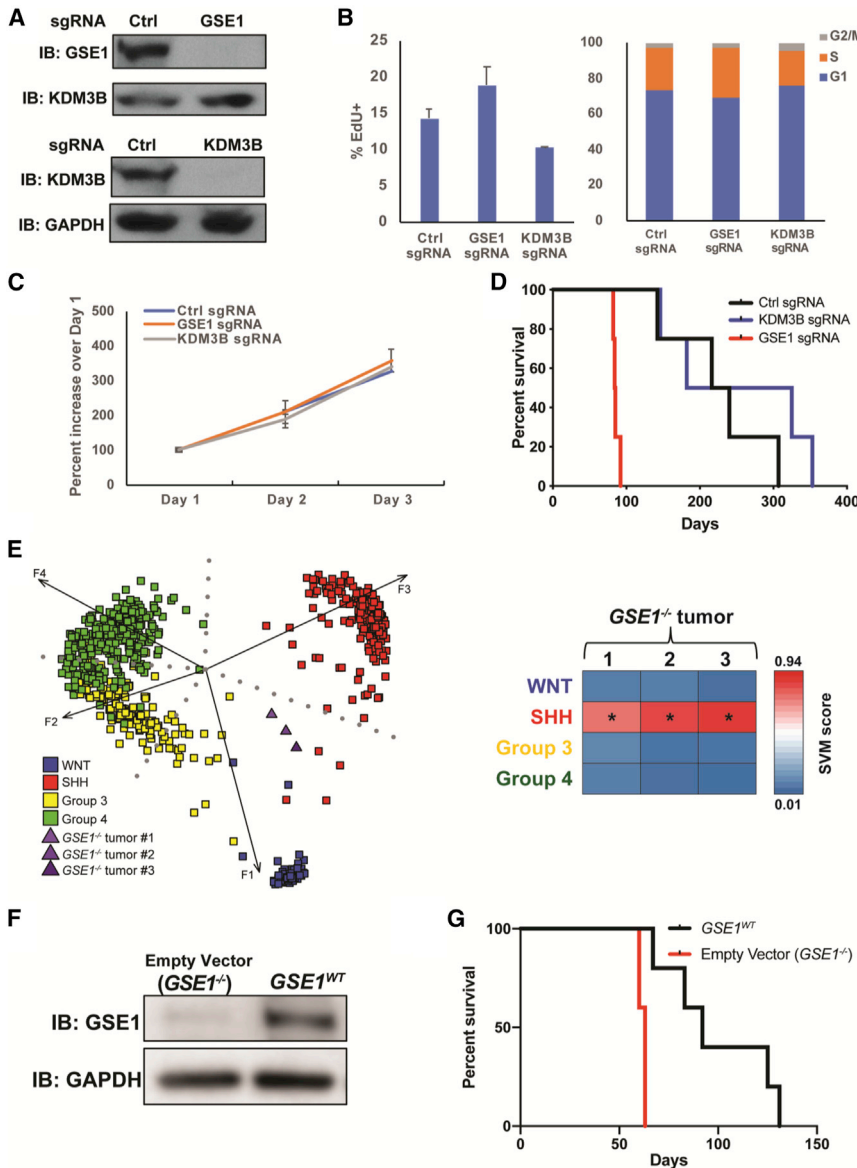 A
sgRNA Ctrl GSE1
IB: GSE1
IB: KDM3B
sgRNA Ctrl KDM3B
IB: KDM3B
IB: GAPDH
B
% EdU+
25
20
15
10
5
0
Ctrl sgRNA
GSE1 sgRNA
KDM3B sgRNA
100
80
60
40
20
0
Ctrl sgRNA
GSE1 sgRNA
KDM3B sgRNA
G2/M
S
G1
C
Percent increase over Day 1
500
400
300
200
100
0
Ctrl sgRNA
GSE1 sgRNA
KDM3B sgRNA
Day 1 Day 2 Day 3
D
Percent survival
100
80
60
40
20
0
Ctrl sgRNA
KDM3B sgRNA
GSE1 sgRNA
0 100 200 300 400
Days
E
F4
F3
F2
F1
WNT
SHH
Group 3
Group 4
GSE1-/- tumor #1
GSE1-/- tumor #2
GSE1-/- tumor #3
GSE1-/- tumor
1 2 3
WNT
SHH * * *
Group 3
Group 4
0.94
SVM score
0.01
F
Empty Vector
(GSE1-/-) GSE1WT
IB: GSE1
IB: GAPDH
G
Percent survival
100
50
0
GSE1WT
Empty Vector (GSE1-/-)
0 50 100 150
Days